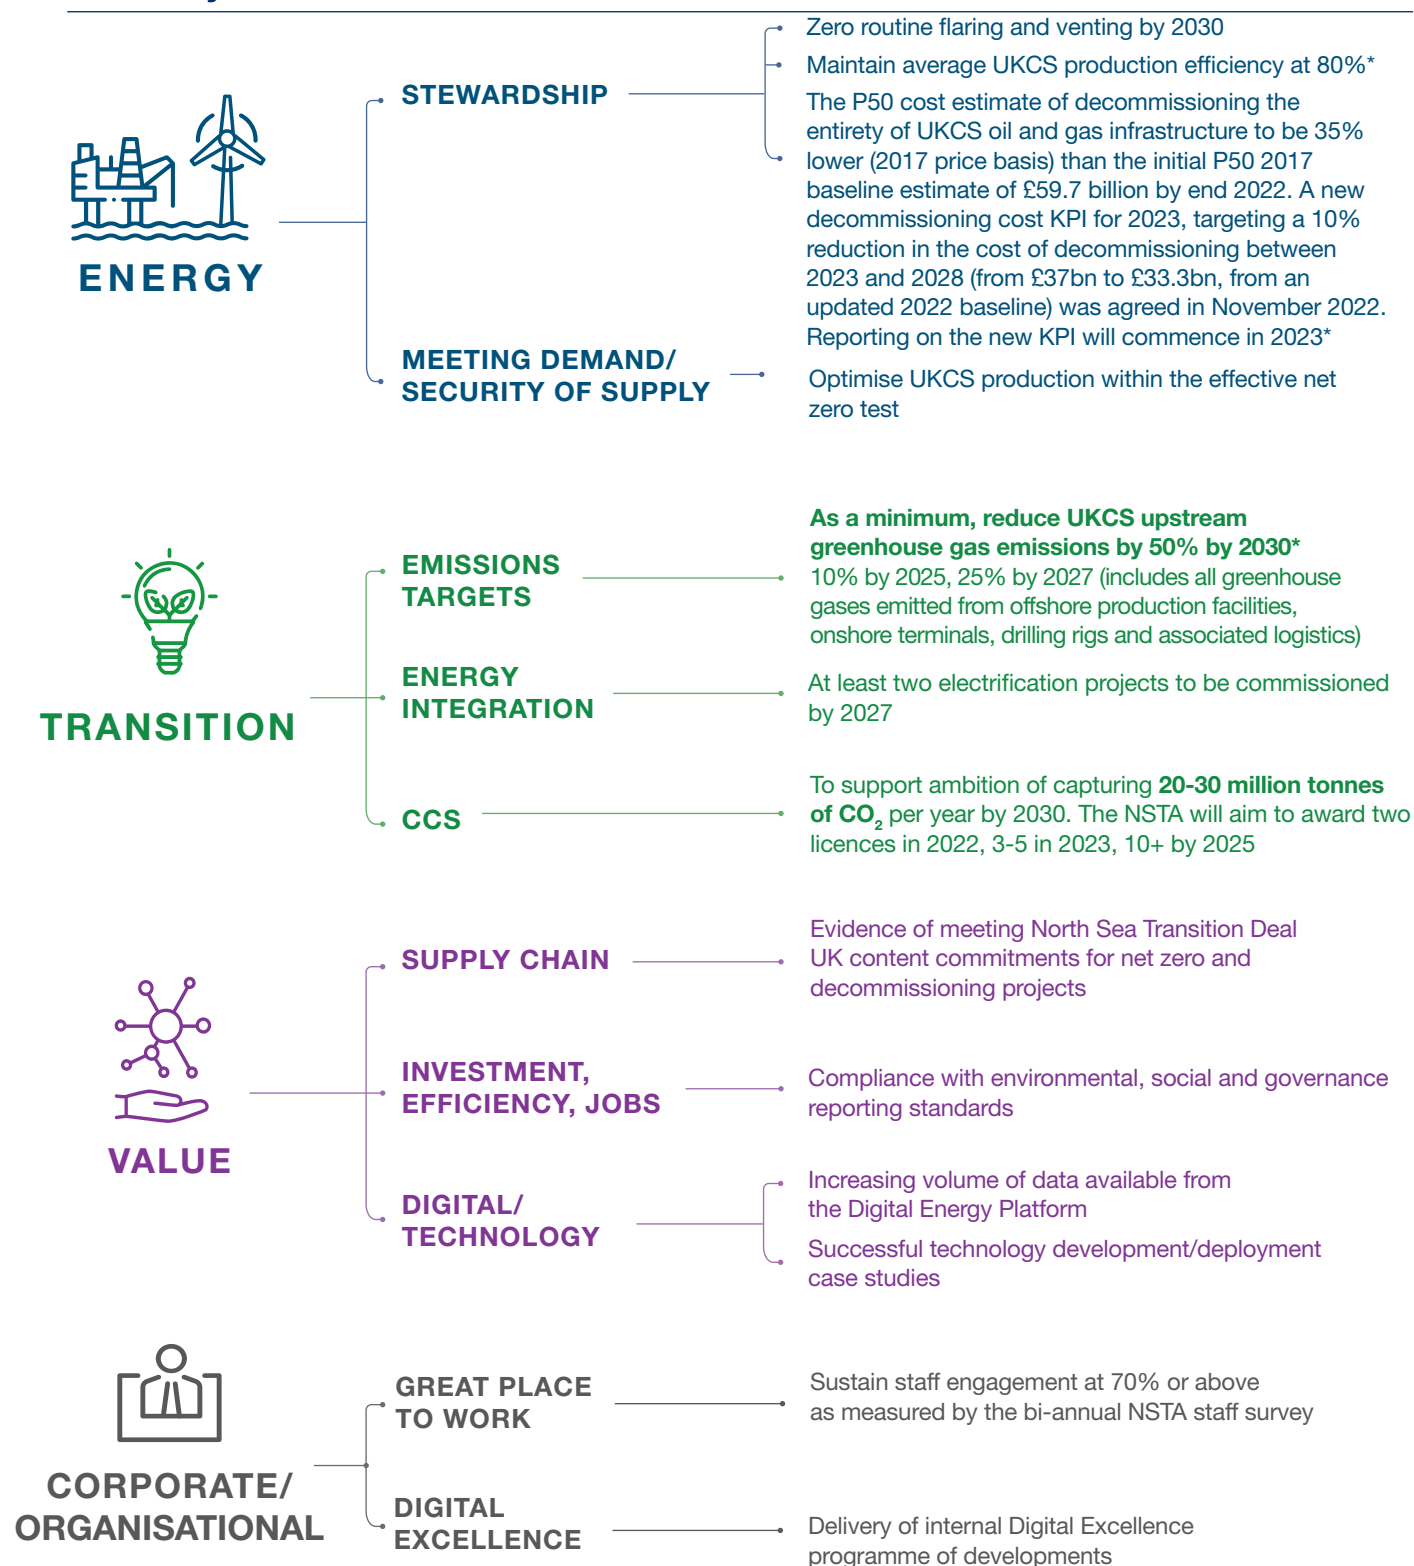 ENERGY
STEWARDSHIP
Zero routine flaring and venting by 2030
Maintain average UKCS production efficiency at 80%*
The P50 cost estimate of decommissioning the
entirety of UKCS oil and gas infrastructure to be 35%
lower (2017 price basis) than the initial P50 2017
baseline estimate of £59.7 billion by end 2022. A new
decommissioning cost KPI for 2023, targeting a 10%
reduction in the cost of decommissioning between
2023 and 2028 (from £37bn to £33.3bn, from an
updated 2022 baseline) was agreed in November 2022.
Reporting on the new KPI will commence in 2023*
MEETING DEMAND/
SECURITY OF SUPPLY
Optimise UKCS production within the effective net
zero test
TRANSITION
EMISSIONS
TARGETS
As a minimum, reduce UKCS upstream
greenhouse gas emissions by 50% by 2030*
10% by 2025, 25% by 2027 (includes all greenhouse
gases emitted from offshore production facilities,
onshore terminals, drilling rigs and associated logistics)
ENERGY
INTEGRATION
At least two electrification projects to be commissioned
by 2027
CCS
To support ambition of capturing 20-30 million tonnes
of CO₂ per year by 2030. The NSTA will aim to award two
licences in 2022, 3-5 in 2023, 10+ by 2025
VALUE
SUPPLY CHAIN
Evidence of meeting North Sea Transition Deal
UK content commitments for net zero and
decommissioning projects
INVESTMENT,
EFFICIENCY, JOBS
Compliance with environmental, social and governance
reporting standards
DIGITAL/
TECHNOLOGY
Increasing volume of data available from
the Digital Energy Platform
Successful technology development/deployment
case studies
CORPORATE/
ORGANISATIONAL
GREAT PLACE
TO WORK
Sustain staff engagement at 70% or above
as measured by the bi-annual NSTA staff survey
DIGITAL
EXCELLENCE
Delivery of internal Digital Excellence
programme of developments